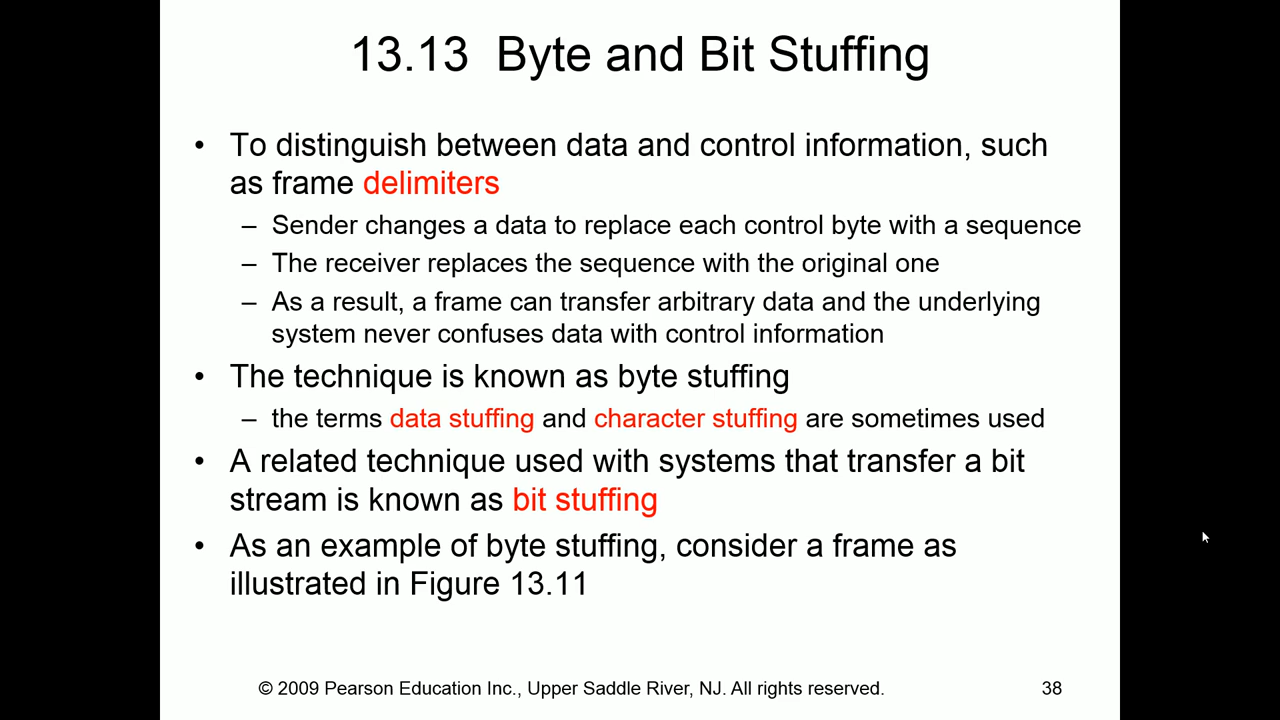 13.13 Byte and Bit Stuffing
• To distinguish between data and control information, such
as frame delimiters
– Sender changes a data to replace each control byte with a sequence
– The receiver replaces the sequence with the original one
– As a result, a frame can transfer arbitrary data and the underlying
system never confuses data with control information
• The technique is known as byte stuffing
– the terms data stuffing and character stuffing are sometimes used
• A related technique used with systems that transfer a bit
stream is known as bit stuffing
• As an example of byte stuffing, consider a frame as
illustrated in Figure 13.11
© 2009 Pearson Education Inc., Upper Saddle River, NJ. All rights reserved.
38